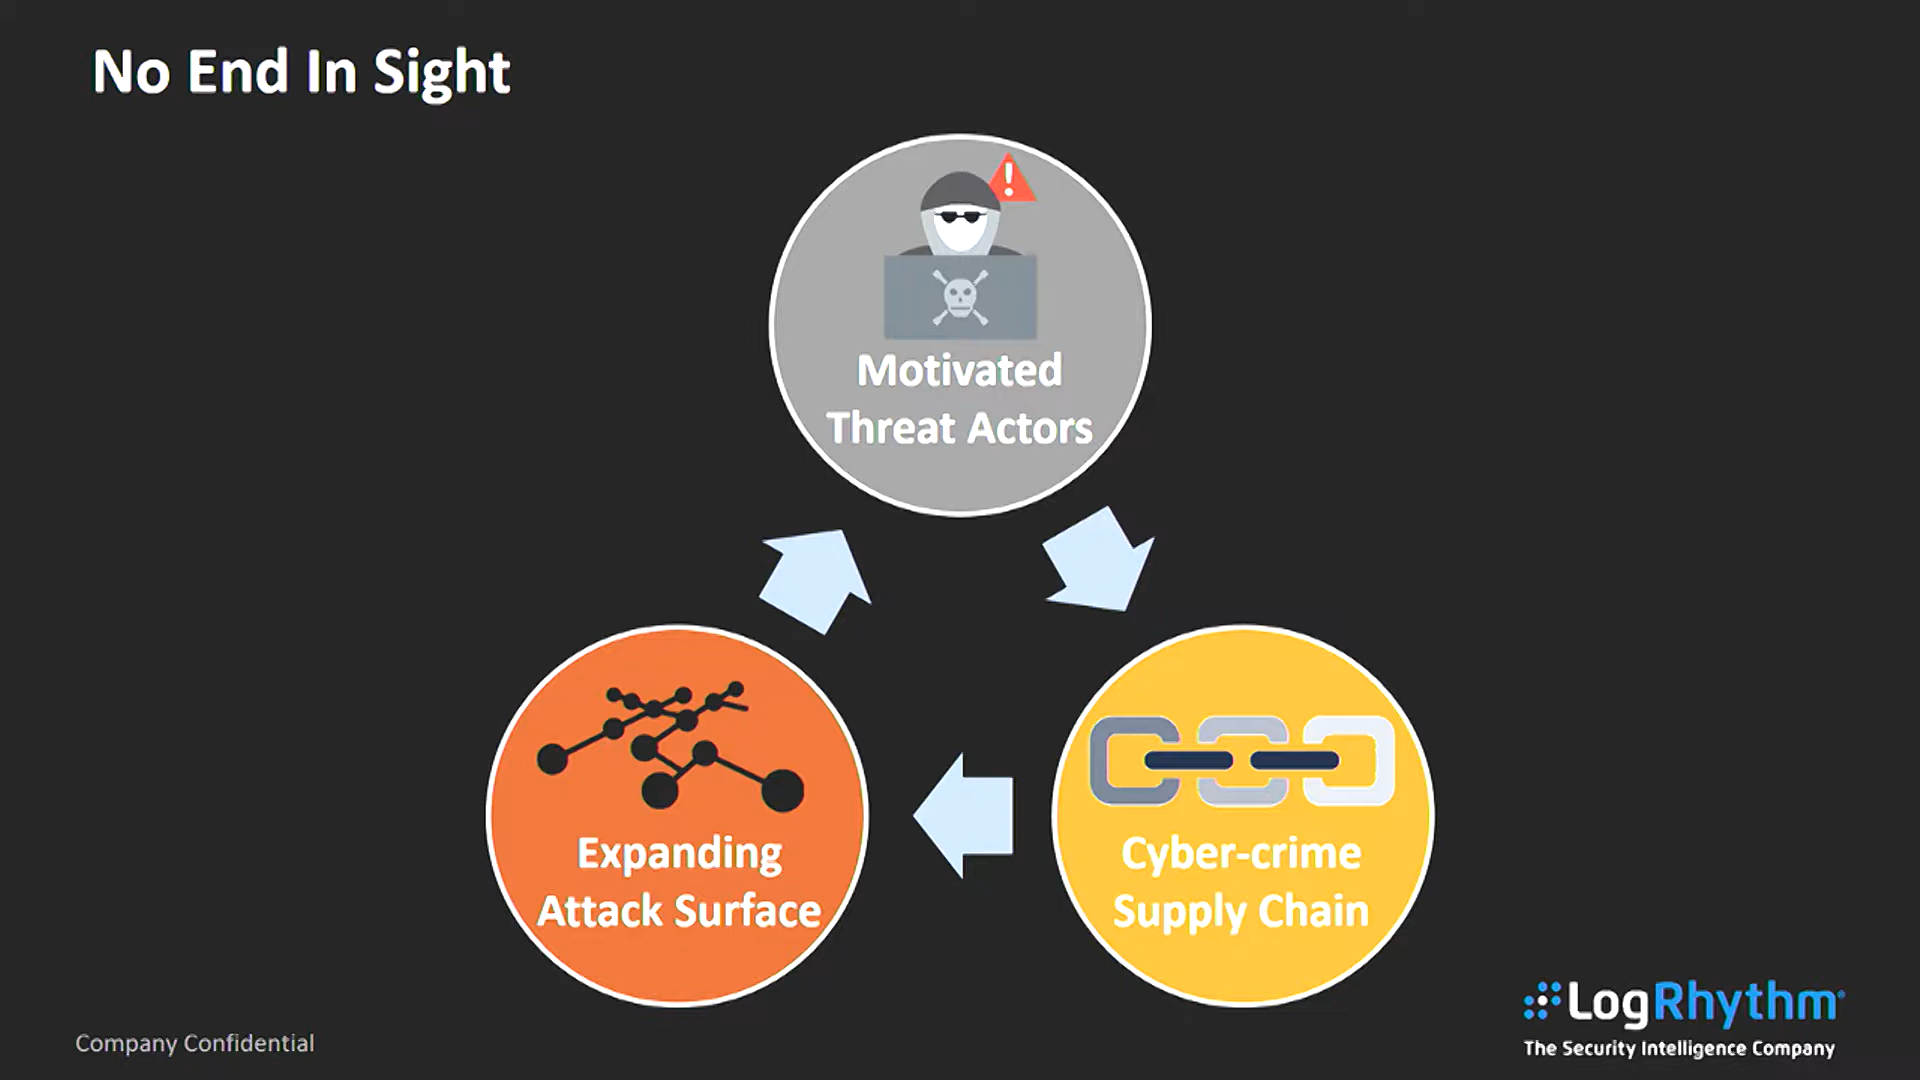 No End In Sight
Motivated
Threat Actors
Expanding
Attack Surface
Cyber-crime
Supply Chain
Company Confidential
LogRhythm
The Security Intelligence Company